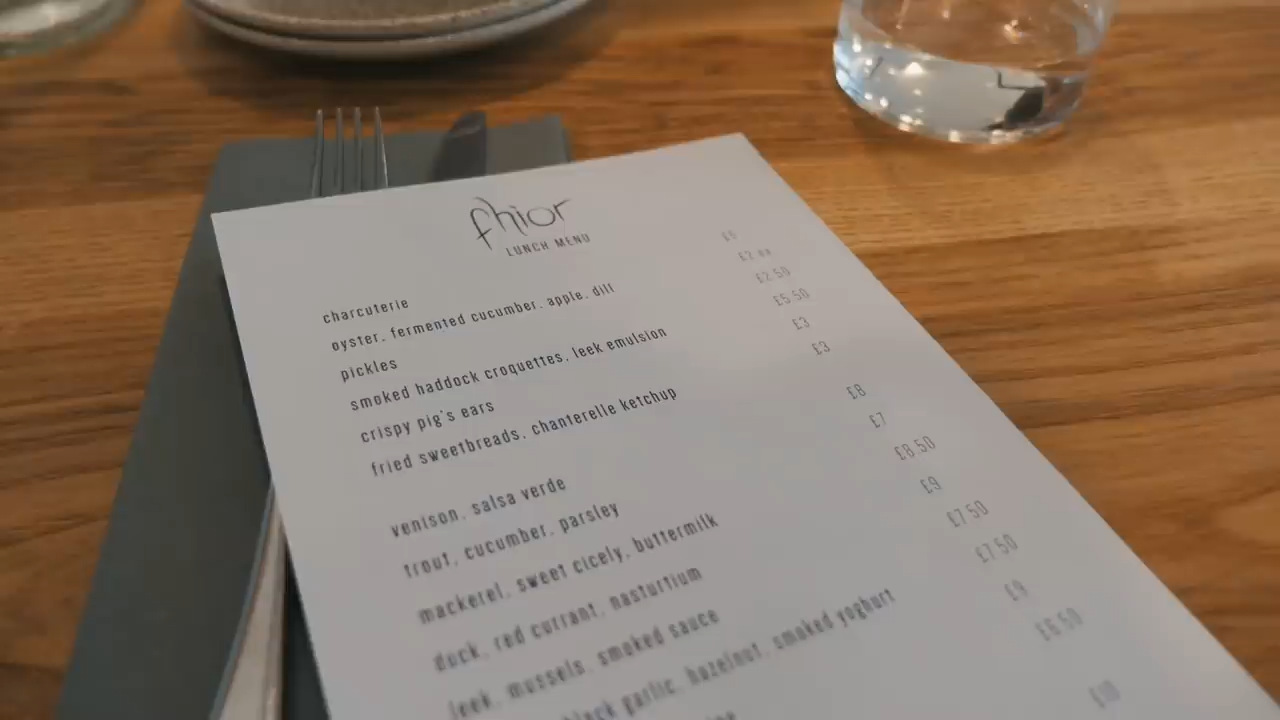 fhior
LUNCH MENU
charcuterie £9
oyster, fermented cucumber, apple, dill £2 ea
pickles £2.50
smoked haddock croquettes, leek emulsion £5.50
crispy pig's ears £3
fried sweetbreads, chanterelle ketchup £3
venison, salsa verde £8
trout, cucumber, parsley £7
mackerel, sweet cicely, buttermilk £8.50
duck, red currant, nasturtium £9
leek, mussels, smoked sauce £7.50
black garlic, hazelnut, smoked yoghurt £7.50
£9
£6.50
£10